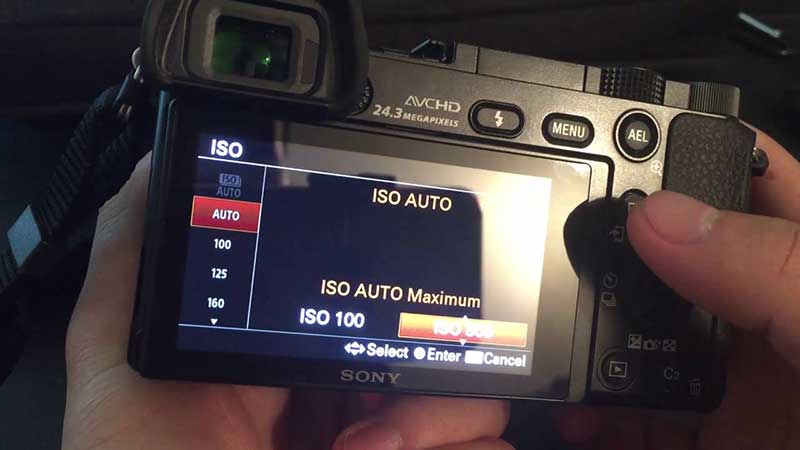 AVCHD
24.3 MEGAPIXELS
MENU
AEL
ISO
ISO
AUTO
ISO AUTO
AUTO
100
125
160
ISO AUTO Maximum
ISO 100
ISO
Select
Enter
Cancel
SONY
C2